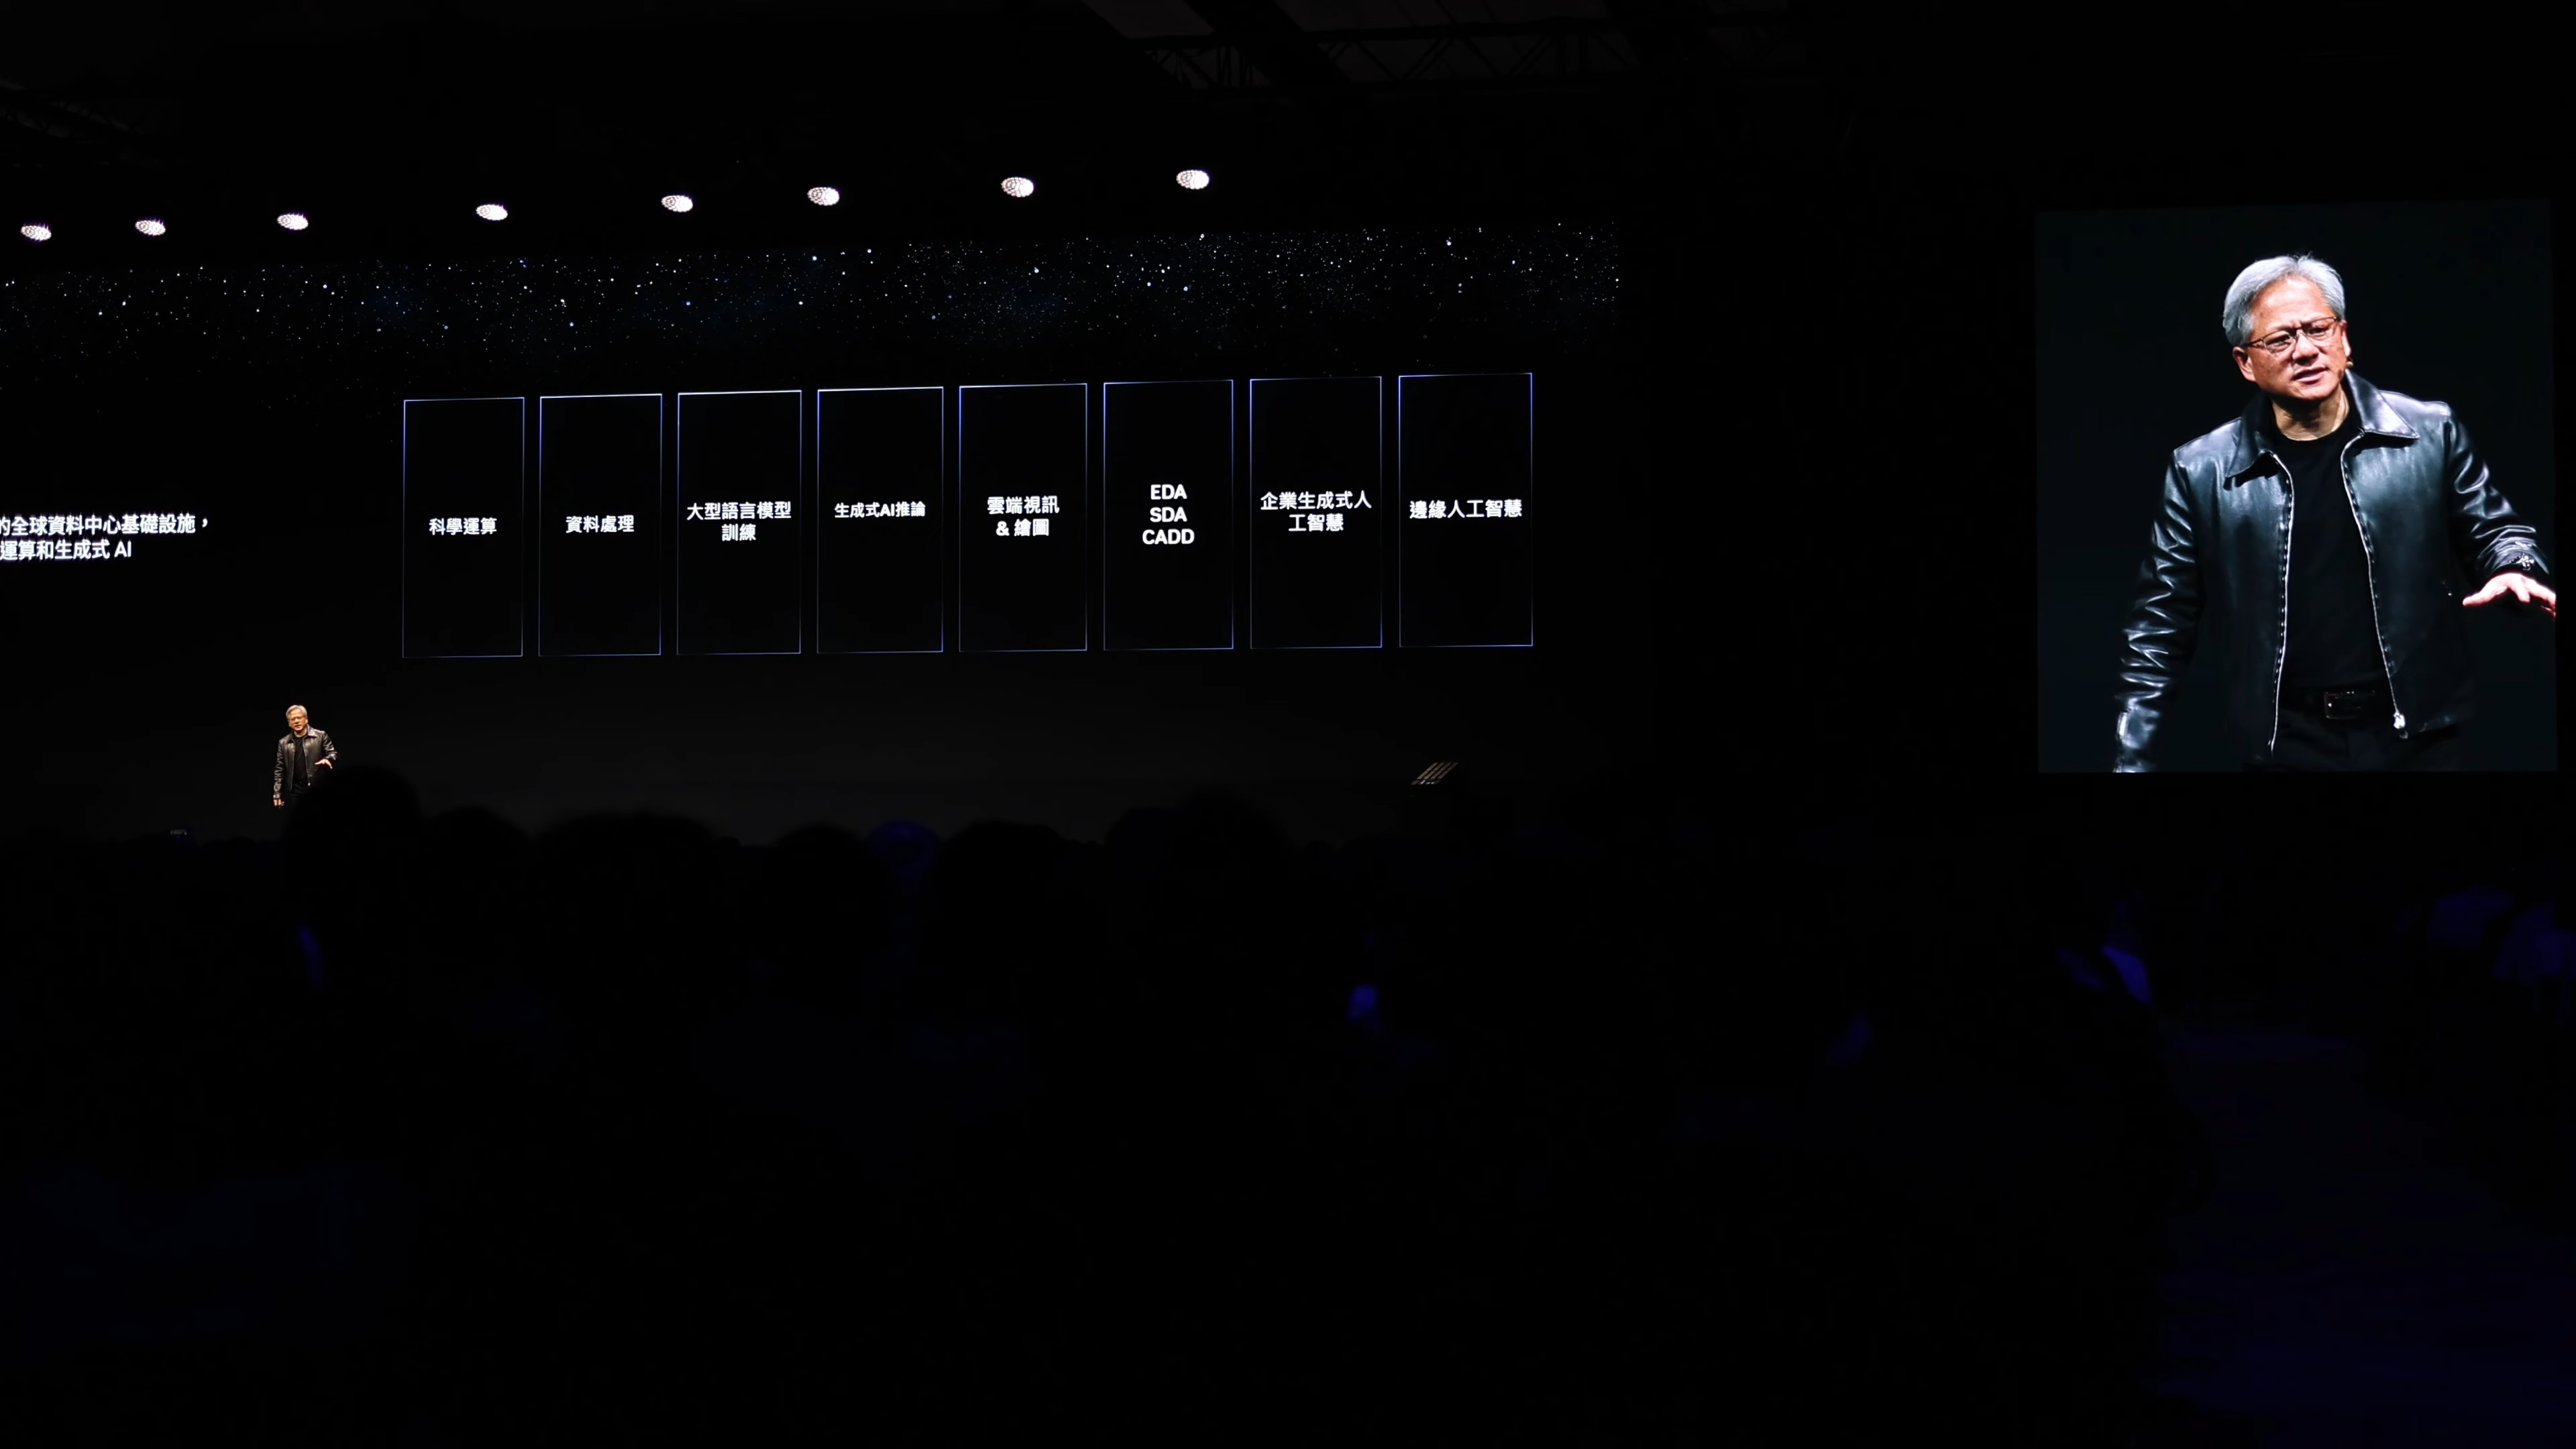 的全球資料中心基礎設施，
運算和生成式 AI
科學運算
資料處理
大型語言模型
訓練
生成式AI推論
雲端視訊
& 繪圖
EDA
SDA
CADD
企業生成式人
工智慧
邊緣人工智慧